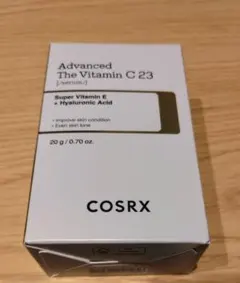 Advanced
The Vitamin C 23
Super Vitamin E
+ Hyaluronic Acid
• Improve skin condition
• Even skin tone
20 g / 0.70 oz.
COSRX